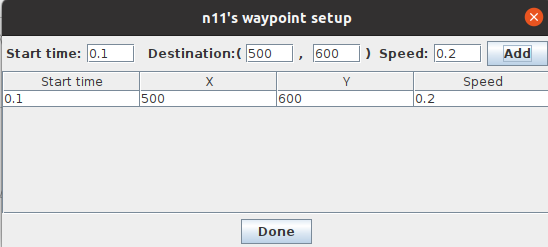 n11's waypoint setup
Start time: 0.1 Destination:( 500 , 600 ) Speed: 0.2 Add
Start time X Y Speed
0.1 500 600 0.2
Done